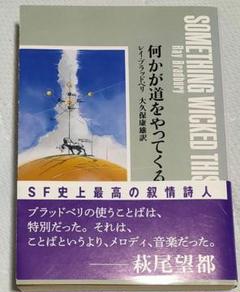 SOMETHING WICKED THIS
Ray Bradbury
何かが道をやってくる
レイ・ブラッドベリ 大久保康雄訳
SF史上最高の叙情詩人
ブラッドベリの使うことばは、
特別だった。それは、
ことばというより、メロディ、音楽だった。
──萩尾望都